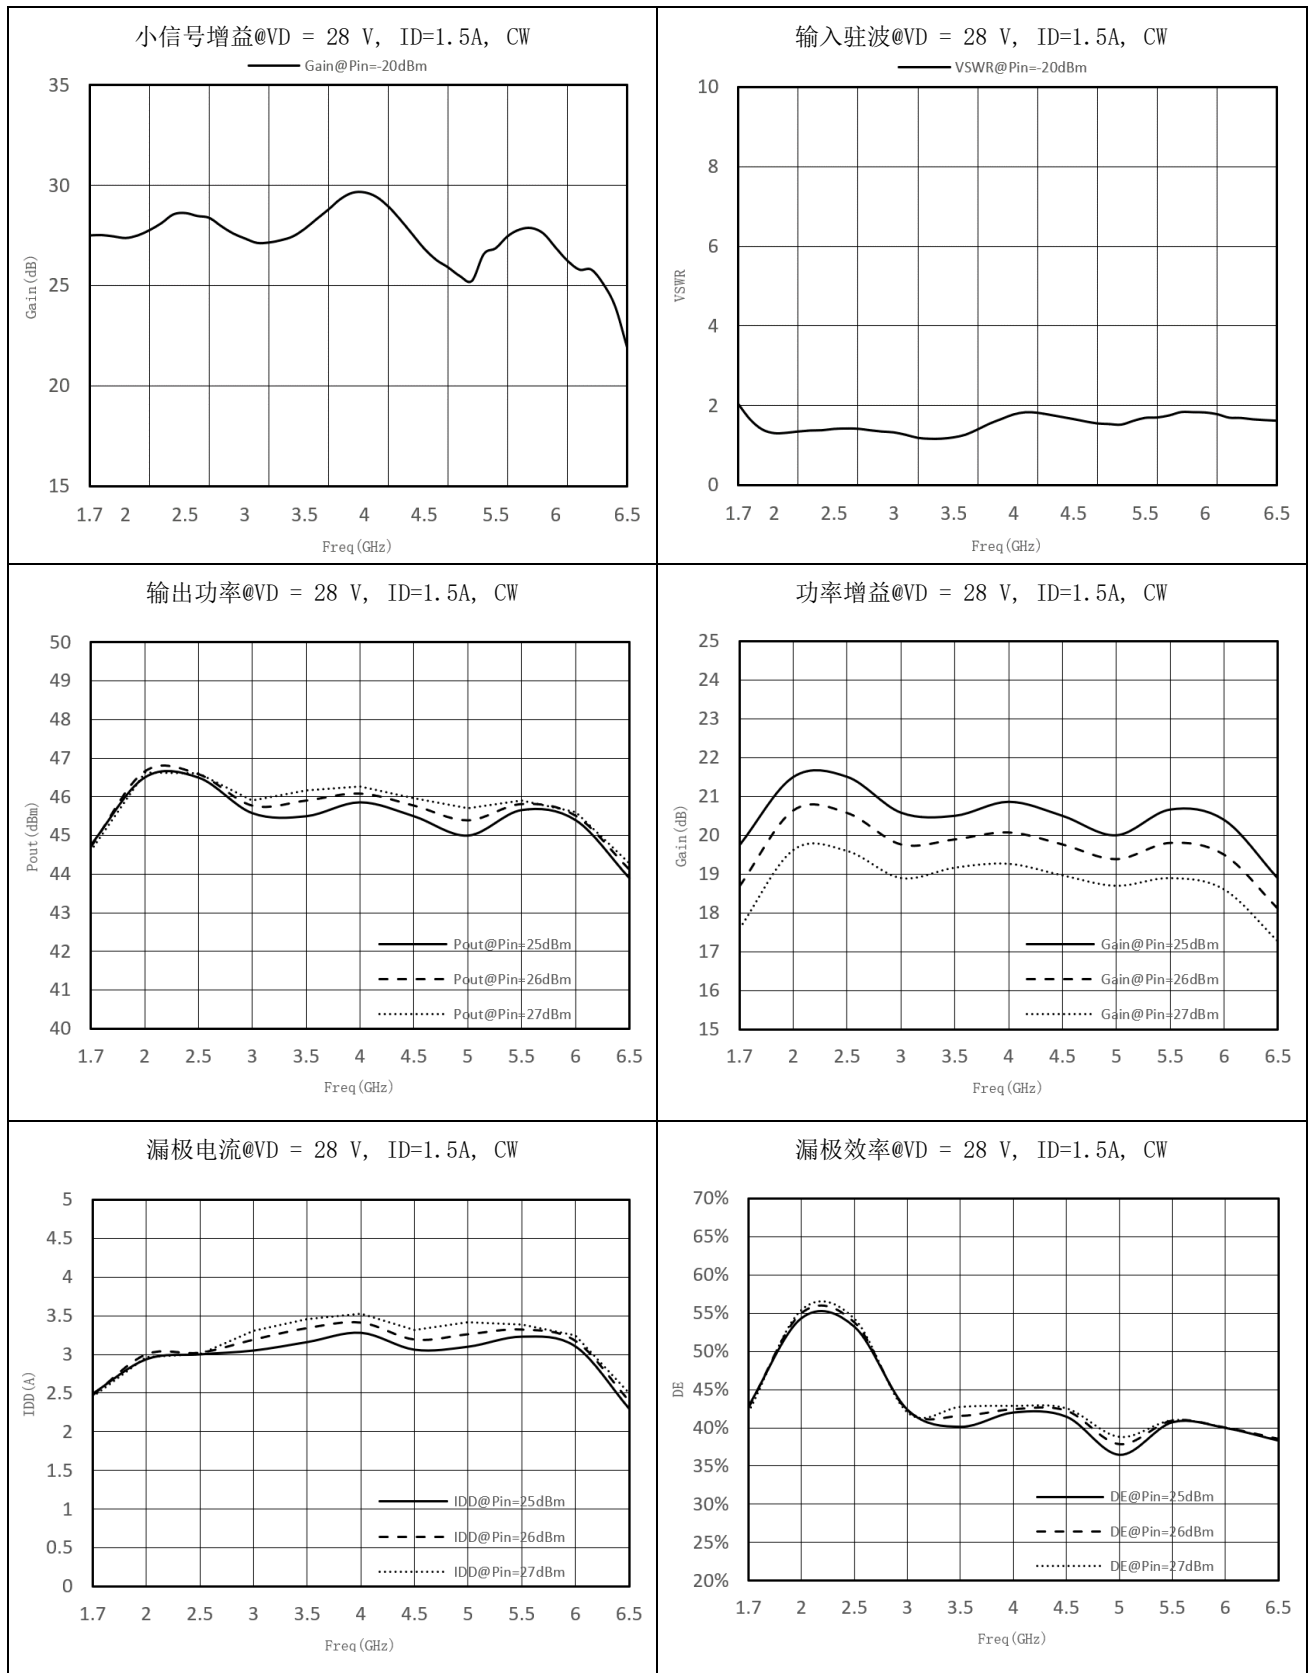 小信号增益@VD = 28 V, ID=1.5A, CW
Gain@Pin=-20dBm
35
30
25
20
15
Gain(dB)
1.7 2 2.5 3 3.5 4 4.5 5.5 6 6.5
Freq(GHz)
输入驻波@VD = 28 V, ID=1.5A, CW
VSWR@Pin=-20dBm
10
8
6
4
2
0
VSWR
1.7 2 2.5 3 3.5 4 4.5 5.5 6 6.5
Freq(GHz)
输出功率@VD = 28 V, ID=1.5A, CW
50
49
48
47
46
45
44
43
42
41
40
Pout(dBm)
Pout@Pin=25dBm
Pout@Pin=26dBm
Pout@Pin=27dBm
1.7 2 2.5 3 3.5 4 4.5 5 5.5 6 6.5
Freq(GHz)
功率增益@VD = 28 V, ID=1.5A, CW
25
24
23
22
21
20
19
18
17
16
15
Gain(dB)
Gain@Pin=25dBm
Gain@Pin=26dBm
Gain@Pin=27dBm
1.7 2 2.5 3 3.5 4 4.5 5 5.5 6 6.5
Freq(GHz)
漏极电流@VD = 28 V, ID=1.5A, CW
5
4.5
4
3.5
3
2.5
2
1.5
1
0.5
0
IDD(A)
IDD@Pin=25dBm
IDD@Pin=26dBm
IDD@Pin=27dBm
1.7 2 2.5 3 3.5 4 4.5 5 5.5 6 6.5
Freq(GHz)
漏极效率@VD = 28 V, ID=1.5A, CW
70%
65%
60%
55%
50%
45%
40%
35%
30%
25%
20%
DE
DE@Pin=25dBm
DE@Pin=26dBm
DE@Pin=27dBm
1.7 2 2.5 3 3.5 4 4.5 5 5.5 6 6.5
Freq(GHz)